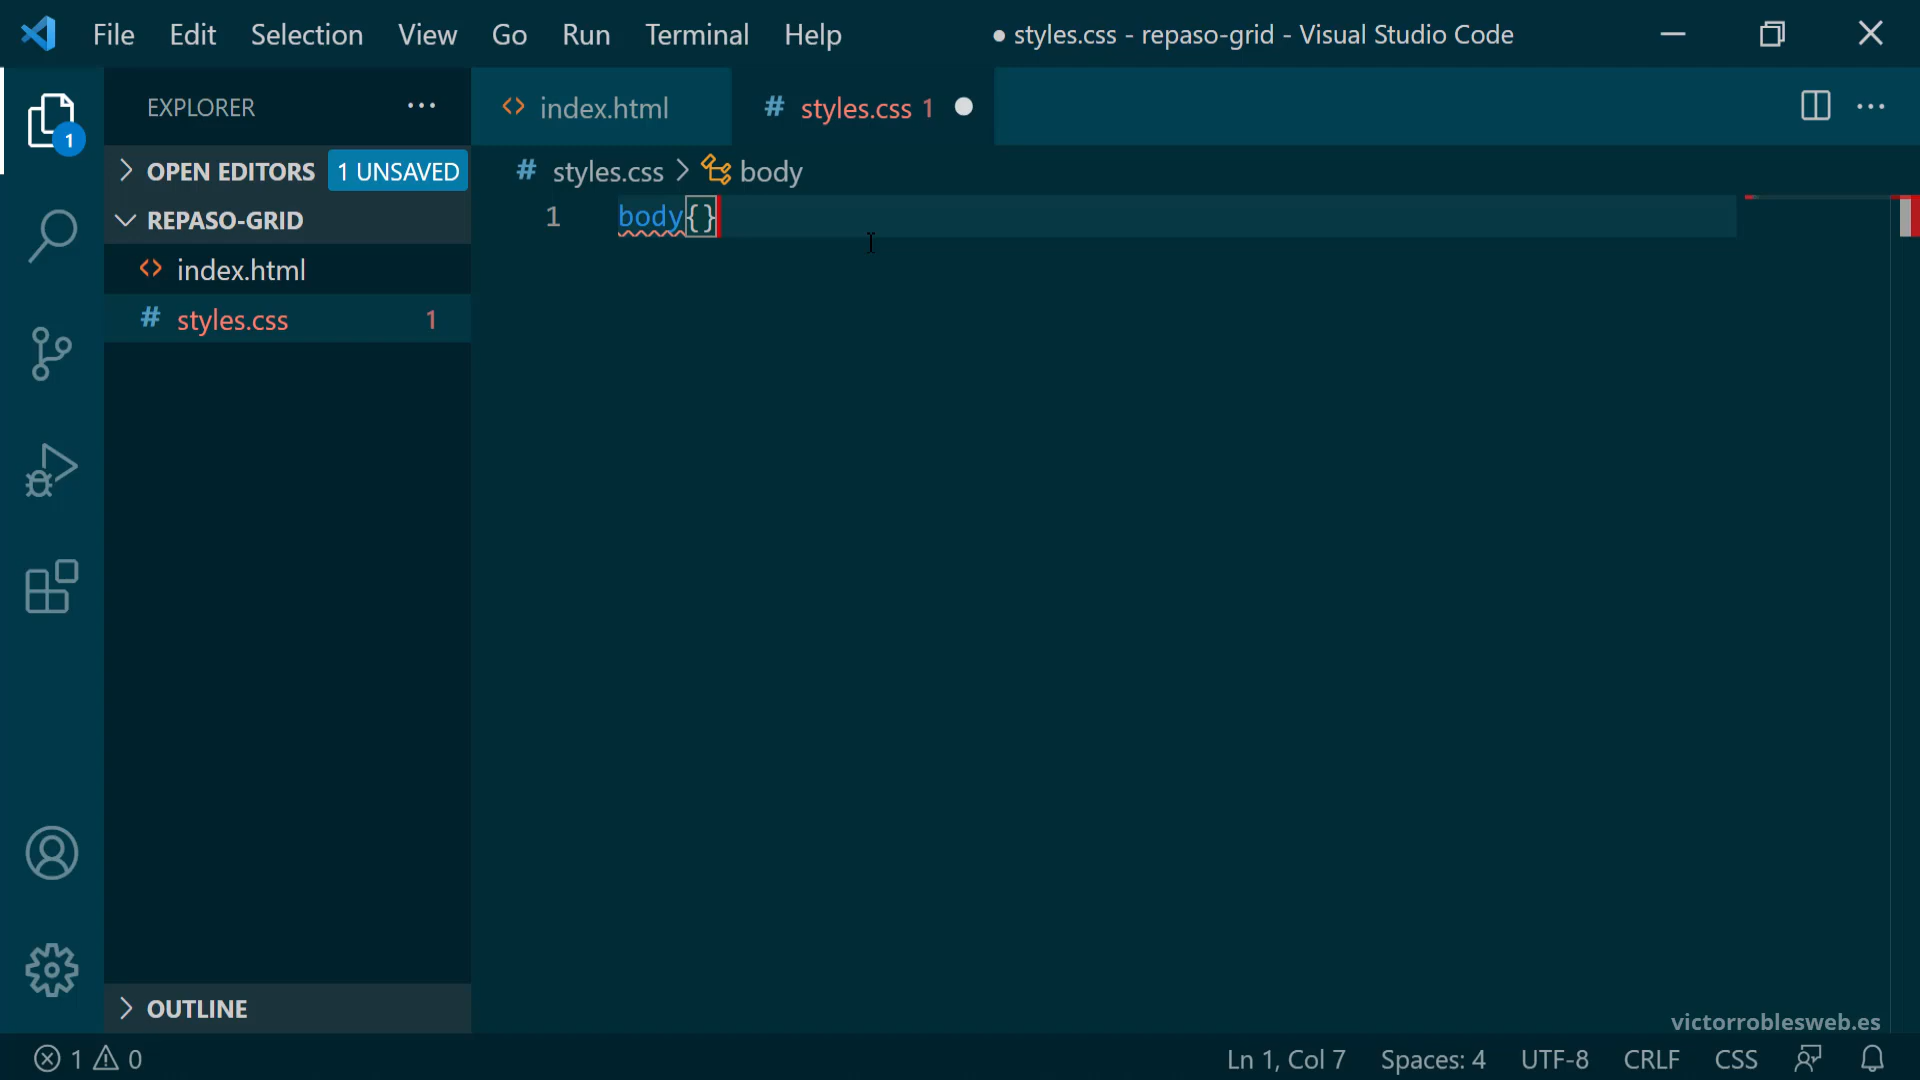 File Edit Selection View Go Run Terminal Help ● styles.css - repaso-grid - Visual Studio Code
EXPLORER ···
index.html
# styles.css 1
1
OPEN EDITORS 1 UNSAVED
# styles.css > body
REPASO-GRID
1 body{}
index.html
# styles.css 1
OUTLINE
victorroblesweb.es
1 0 Ln 1, Col 7 Spaces: 4 UTF-8 CRLF CSS